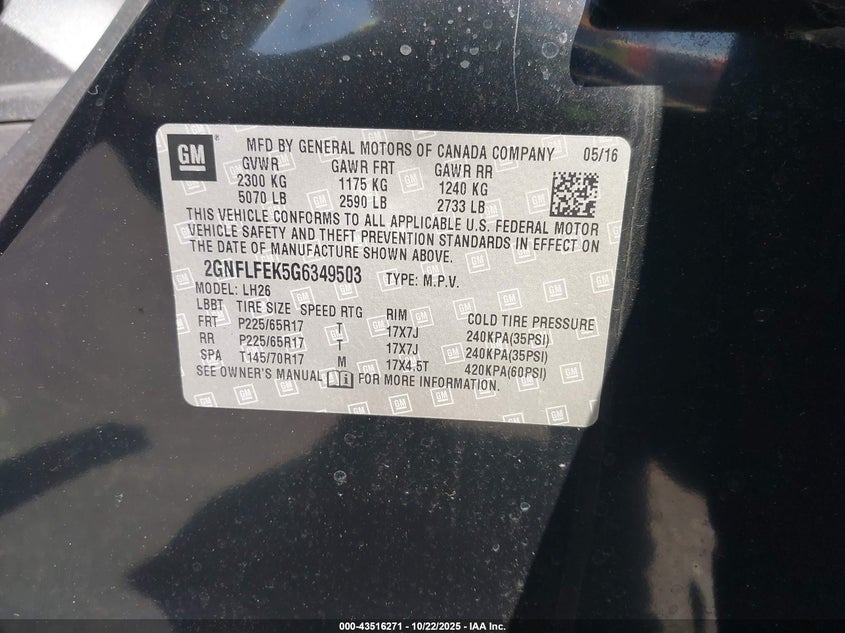 GM MFD BY GENERAL MOTORS OF CANADA COMPANY 05/16
GVWR GAWR FRT GAWR RR
2300 KG 1175 KG 1240 KG
5070 LB 2590 LB 2733 LB
THIS VEHICLE CONFORMS TO ALL APPLICABLE U.S. FEDERAL MOTOR
VEHICLE SAFETY AND THEFT PREVENTION STANDARDS IN EFFECT ON
THE DATE OF MANUFACTURE SHOWN ABOVE.
2GNFLFEK5G6349503 TYPE: M.P.V.
MODEL: LH26
LBBT TIRE SIZE SPEED RTG RIM COLD TIRE PRESSURE
FRT P225/65R17 T 17X7J 240KPA(35PSI)
RR P225/65R17 T 17X7J 240KPA(35PSI)
SPA T145/70R17 M 17X4.5T 420KPA(60PSI)
SEE OWNER'S MANUAL FOR MORE INFORMATION.
000-43516271 - 10/22/2025 - IAA Inc.